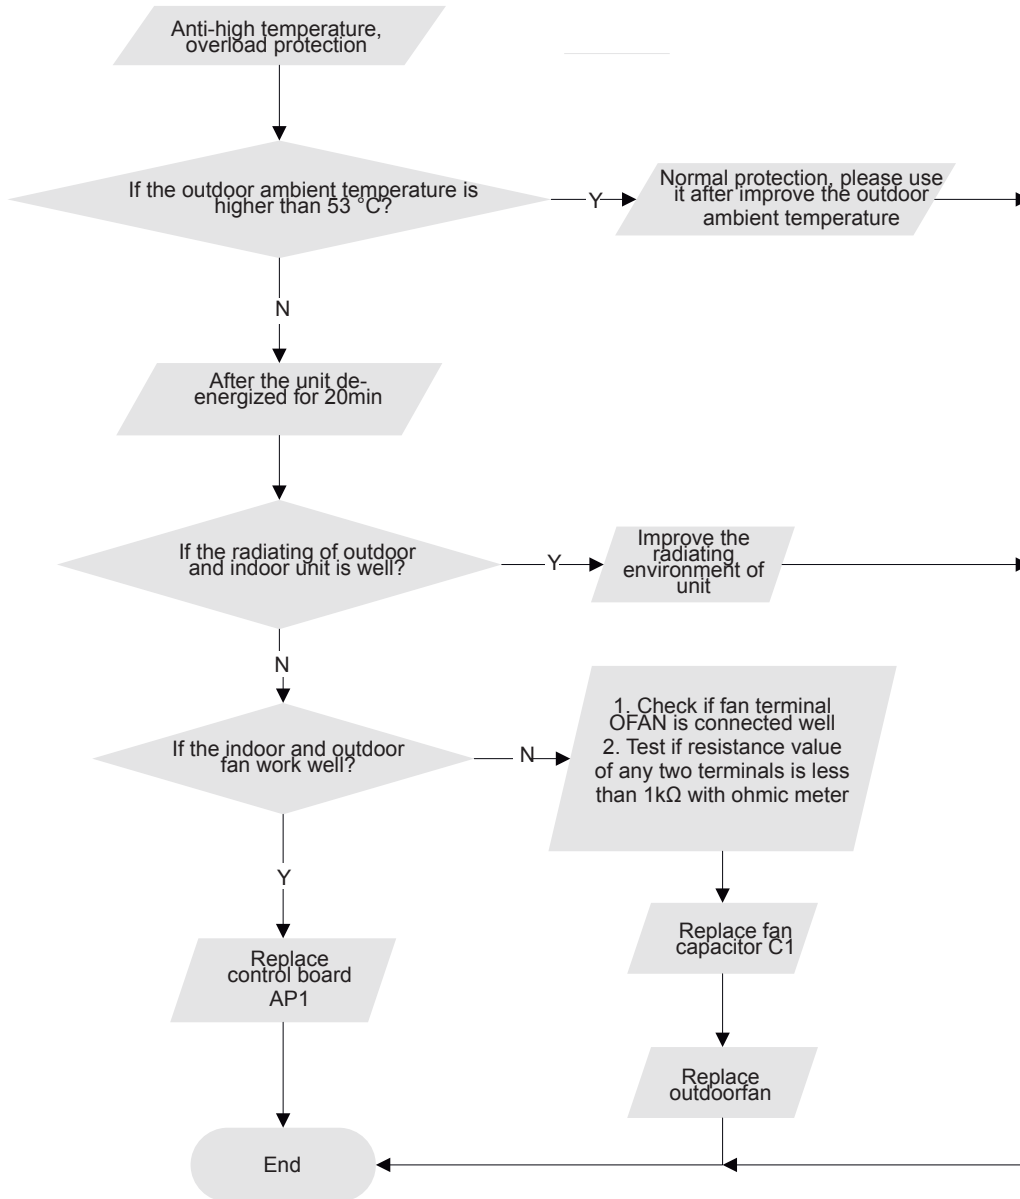 Anti-high temperature,
overload protection
If the outdoor ambient temperature is
higher than 53 °C?
Y
Normal protection, please use
it after improve the outdoor
ambient temperature
N
After the unit de-
energized for 20min
If the radiating of outdoor
and indoor unit is well?
Y
Improve the
radiating
environment of
unit
N
If the indoor and outdoor
fan work well?
N
1. Check if fan terminal
OFAN is connected well
2. Test if resistance value
of any two terminals is less
than 1kΩ with ohmic meter
Y
Replace
control board
AP1
Replace fan
capacitor C1
Replace
outdoorfan
End